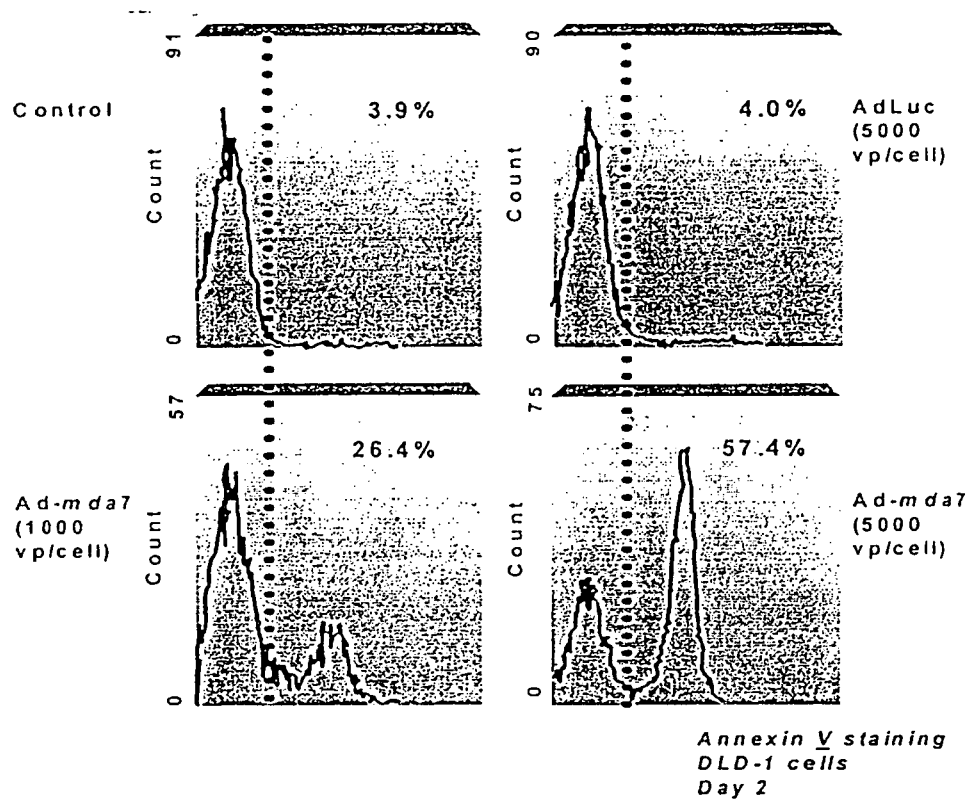 Control
91
Count
0
3.9%
90
Count
0
4.0%
AdLuc
(5000
vp/cell)
Ad-mda7
(1000
vp/cell)
57
Count
0
26.4%
75
Count
0
57.4%
Ad-mda7
(5000
vp/cell)
Annexin V staining
DLD-1 cells
Day 2